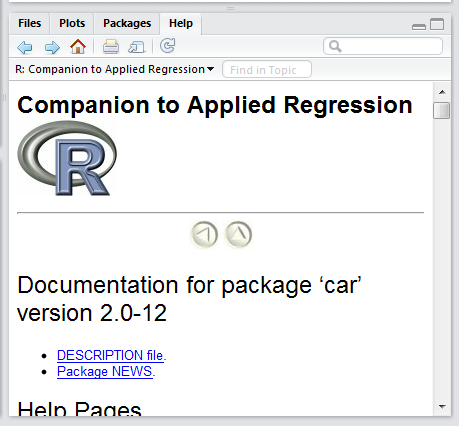 Files Plots Packages Help
R: Companion to Applied Regression Find in Topic
Companion to Applied Regression
R
Documentation for package ‘car’
version 2.0-12
DESCRIPTION file.
Package NEWS.
Help Pages